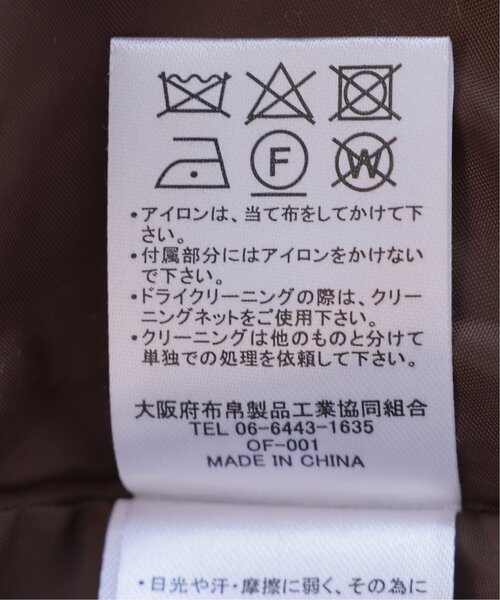 F W
・アイロンは、当て布をしてかけて下
さい。
・付属部分にはアイロンをかけない
で下さい。
・ドライクリーニングの際は、クリー
ニングネットをご使用下さい。
・クリーニングは他のものと分けて
単独での処理を依頼して下さい。
大阪府布帛製品工業協同組合
TEL 06-6443-1635
OF-001
MADE IN CHINA
・日光や汗・摩擦に弱く、その為に